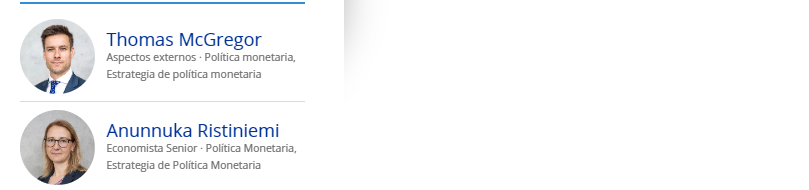 Thomas McGregor
Aspectos externos · Política monetaria,
Estrategia de política monetaria
Anunnuka Ristiniemi
Economista Senior · Política Monetaria,
Estrategia de Política Monetaria